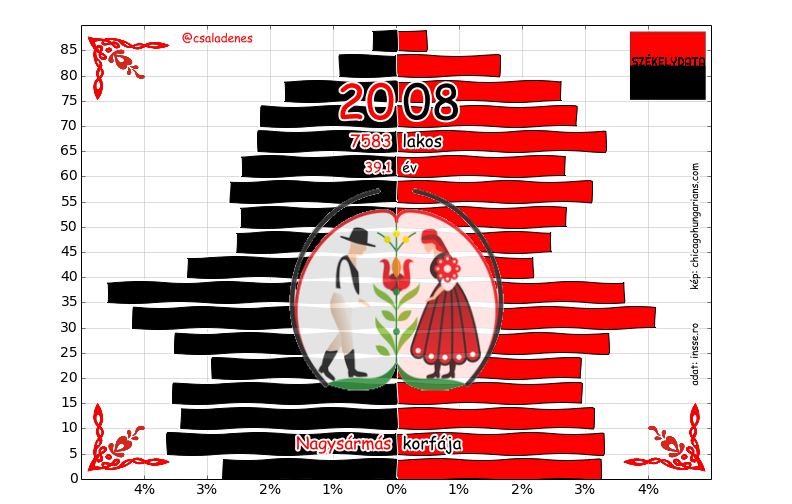 @csaladenes
SZÉKELYDATA
2008
7583 lakos
39.1 év
kép: chicagohungarians.com
adat: insse.ro
Nagysármás korfája
85
80
75
70
65
60
55
50
45
40
35
30
25
20
15
10
5
0
4% 3% 2% 1% 0% 1% 2% 3% 4%